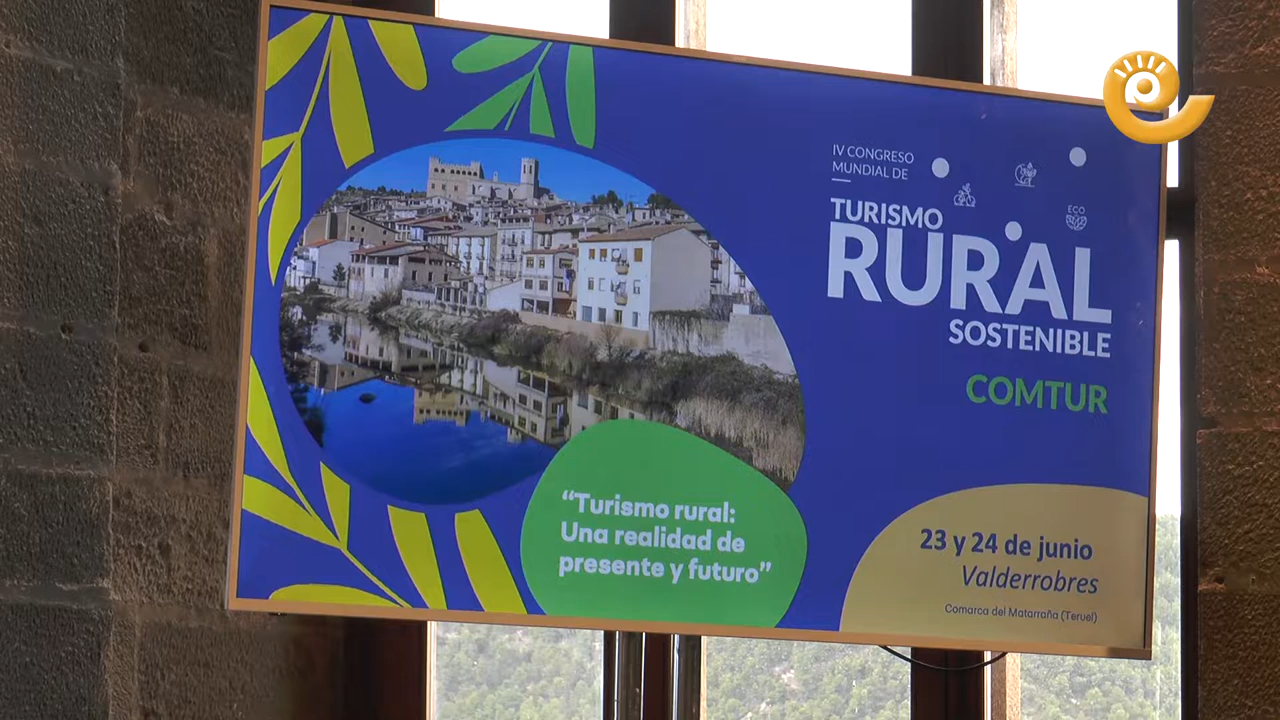 IV CONGRESO
MUNDIAL DE
TURISMO
RURAL
SOSTENIBLE
COMTUR
ECO
“Turismo rural:
Una realidad de
presente y futuro”
23 y 24 de junio
Valderrobres
Comarca del Matarraña (Teruel)